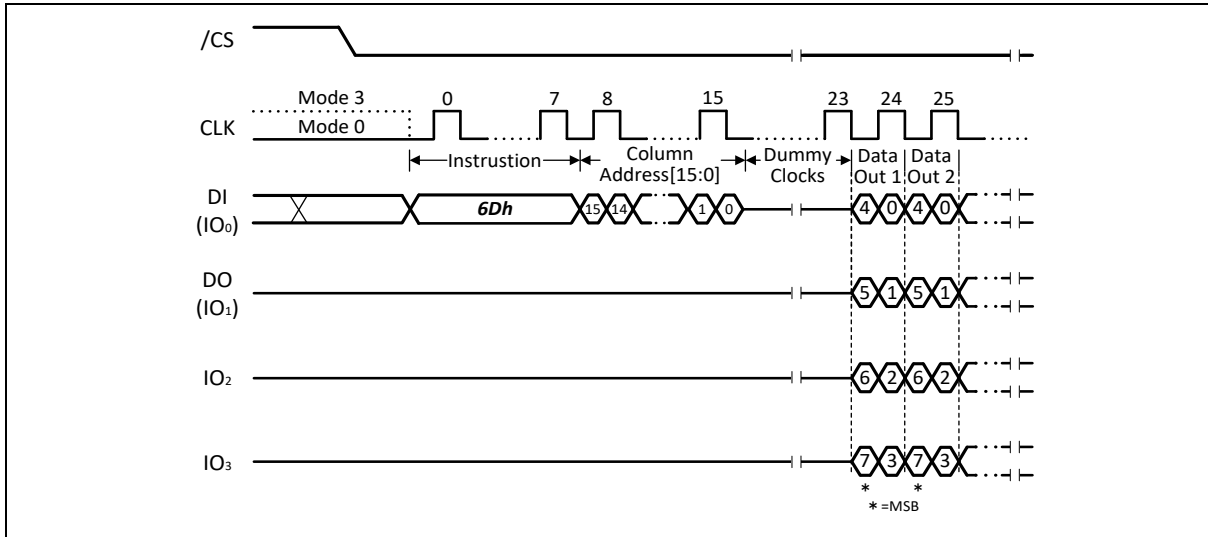 /CS
Mode 3
0 7 8 15 23 24 25
CLK
Mode 0
Instrustion
Column
Address[15:0]
Dummy
Clocks
Data
Out 1
Data
Out 2
DI
(IO₀)
6Dh
15 14 1 0
4 0 4 0
DO
(IO₁)
5 1 5 1
IO₂
6 2 6 2
IO₃
7 3 7 3
* *
* =MSB